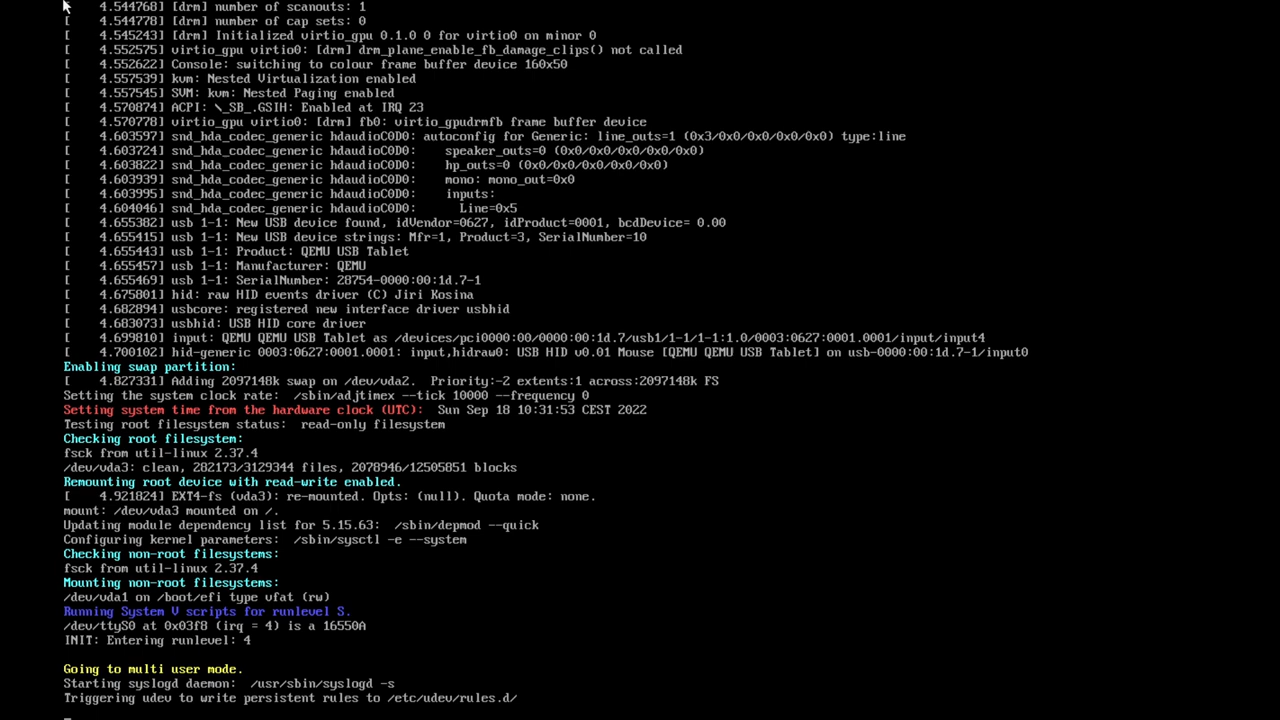 [    4.544768] [drm] number of scanouts: 1
[    4.544778] [drm] number of cap sets: 0
[    4.545243] [drm] Initialized virtio_gpu 0.1.0 0 for virtio0 on minor 0
[    4.552575] virtio_gpu virtio0: [drm] drm_plane_enable_fb_damage_clips() not called
[    4.552622] Console: switching to colour frame buffer device 160x50
[    4.557539] kvm: Nested Virtualization enabled
[    4.557545] SVM: kvm: Nested Paging enabled
[    4.570874] ACPI: \_SB_.GSIH: Enabled at IRQ 23
[    4.570778] virtio_gpu virtio0: [drm] fb0: virtio_gpudrmfb frame buffer device
[    4.603597] snd_hda_codec_generic hdaudioC0D0: autoconfig for Generic: line_outs=1 (0x3/0x0/0x0/0x0/0x0) type:line
[    4.603724] snd_hda_codec_generic hdaudioC0D0:    speaker_outs=0 (0x0/0x0/0x0/0x0/0x0)
[    4.603822] snd_hda_codec_generic hdaudioC0D0:    hp_outs=0 (0x0/0x0/0x0/0x0/0x0)
[    4.603939] snd_hda_codec_generic hdaudioC0D0:    mono: mono_out=0x0
[    4.603995] snd_hda_codec_generic hdaudioC0D0:    inputs:
[    4.604046] snd_hda_codec_generic hdaudioC0D0:      Line=0x5
[    4.655382] usb 1-1: New USB device found, idVendor=0627, idProduct=0001, bcdDevice= 0.00
[    4.655415] usb 1-1: New USB device strings: Mfr=1, Product=3, SerialNumber=10
[    4.655443] usb 1-1: Product: QEMU USB Tablet
[    4.655457] usb 1-1: Manufacturer: QEMU
[    4.655469] usb 1-1: SerialNumber: 28754-0000:00:1d.7-1
[    4.675801] hid: raw HID events driver (C) Jiri Kosina
[    4.682894] usbcore: registered new interface driver usbhid
[    4.683073] usbhid: USB HID core driver
[    4.699810] input: QEMU QEMU USB Tablet as /devices/pci0000:00/0000:00:1d.7/usb1/1-1/1-1:1.0/0003:0627:0001.0001/input/input4
[    4.700102] hid-generic 0003:0627:0001.0001: input,hidraw0: USB HID v0.01 Mouse [QEMU QEMU USB Tablet] on usb-0000:00:1d.7-1/input0
Enabling swap partition:
[    4.827331] Adding 2097148k swap on /dev/vda2.  Priority:-2 extents:1 across:2097148k FS
Setting the system clock rate:  /sbin/adjtimex --tick 10000 --frequency 0
Setting system time from the hardware clock (UTC):  Sun Sep 18 10:31:53 CEST 2022
Testing root filesystem status:  read-only filesystem
Checking root filesystem:
fsck from util-linux 2.37.4
/dev/vda3: clean, 282173/3129344 files, 2078946/12505851 blocks
Remounting root device with read-write enabled.
[    4.921824] EXT4-fs (vda3): re-mounted. Opts: (null). Quota mode: none.
mount: /dev/vda3 mounted on /.
Updating module dependency list for 5.15.63:  /sbin/depmod --quick
Configuring kernel parameters:  /sbin/sysctl -e --system
Checking non-root filesystems:
fsck from util-linux 2.37.4
Mounting non-root filesystems:
/dev/vda1 on /boot/efi type vfat (rw)
Running System V scripts for runlevel S.
/dev/ttyS0 at 0x03f8 (irq = 4) is a 16550A
INIT: Entering runlevel: 4
Going to multi user mode.
Starting syslogd daemon:  /usr/sbin/syslogd -s
Triggering udev to write persistent rules to /etc/udev/rules.d/